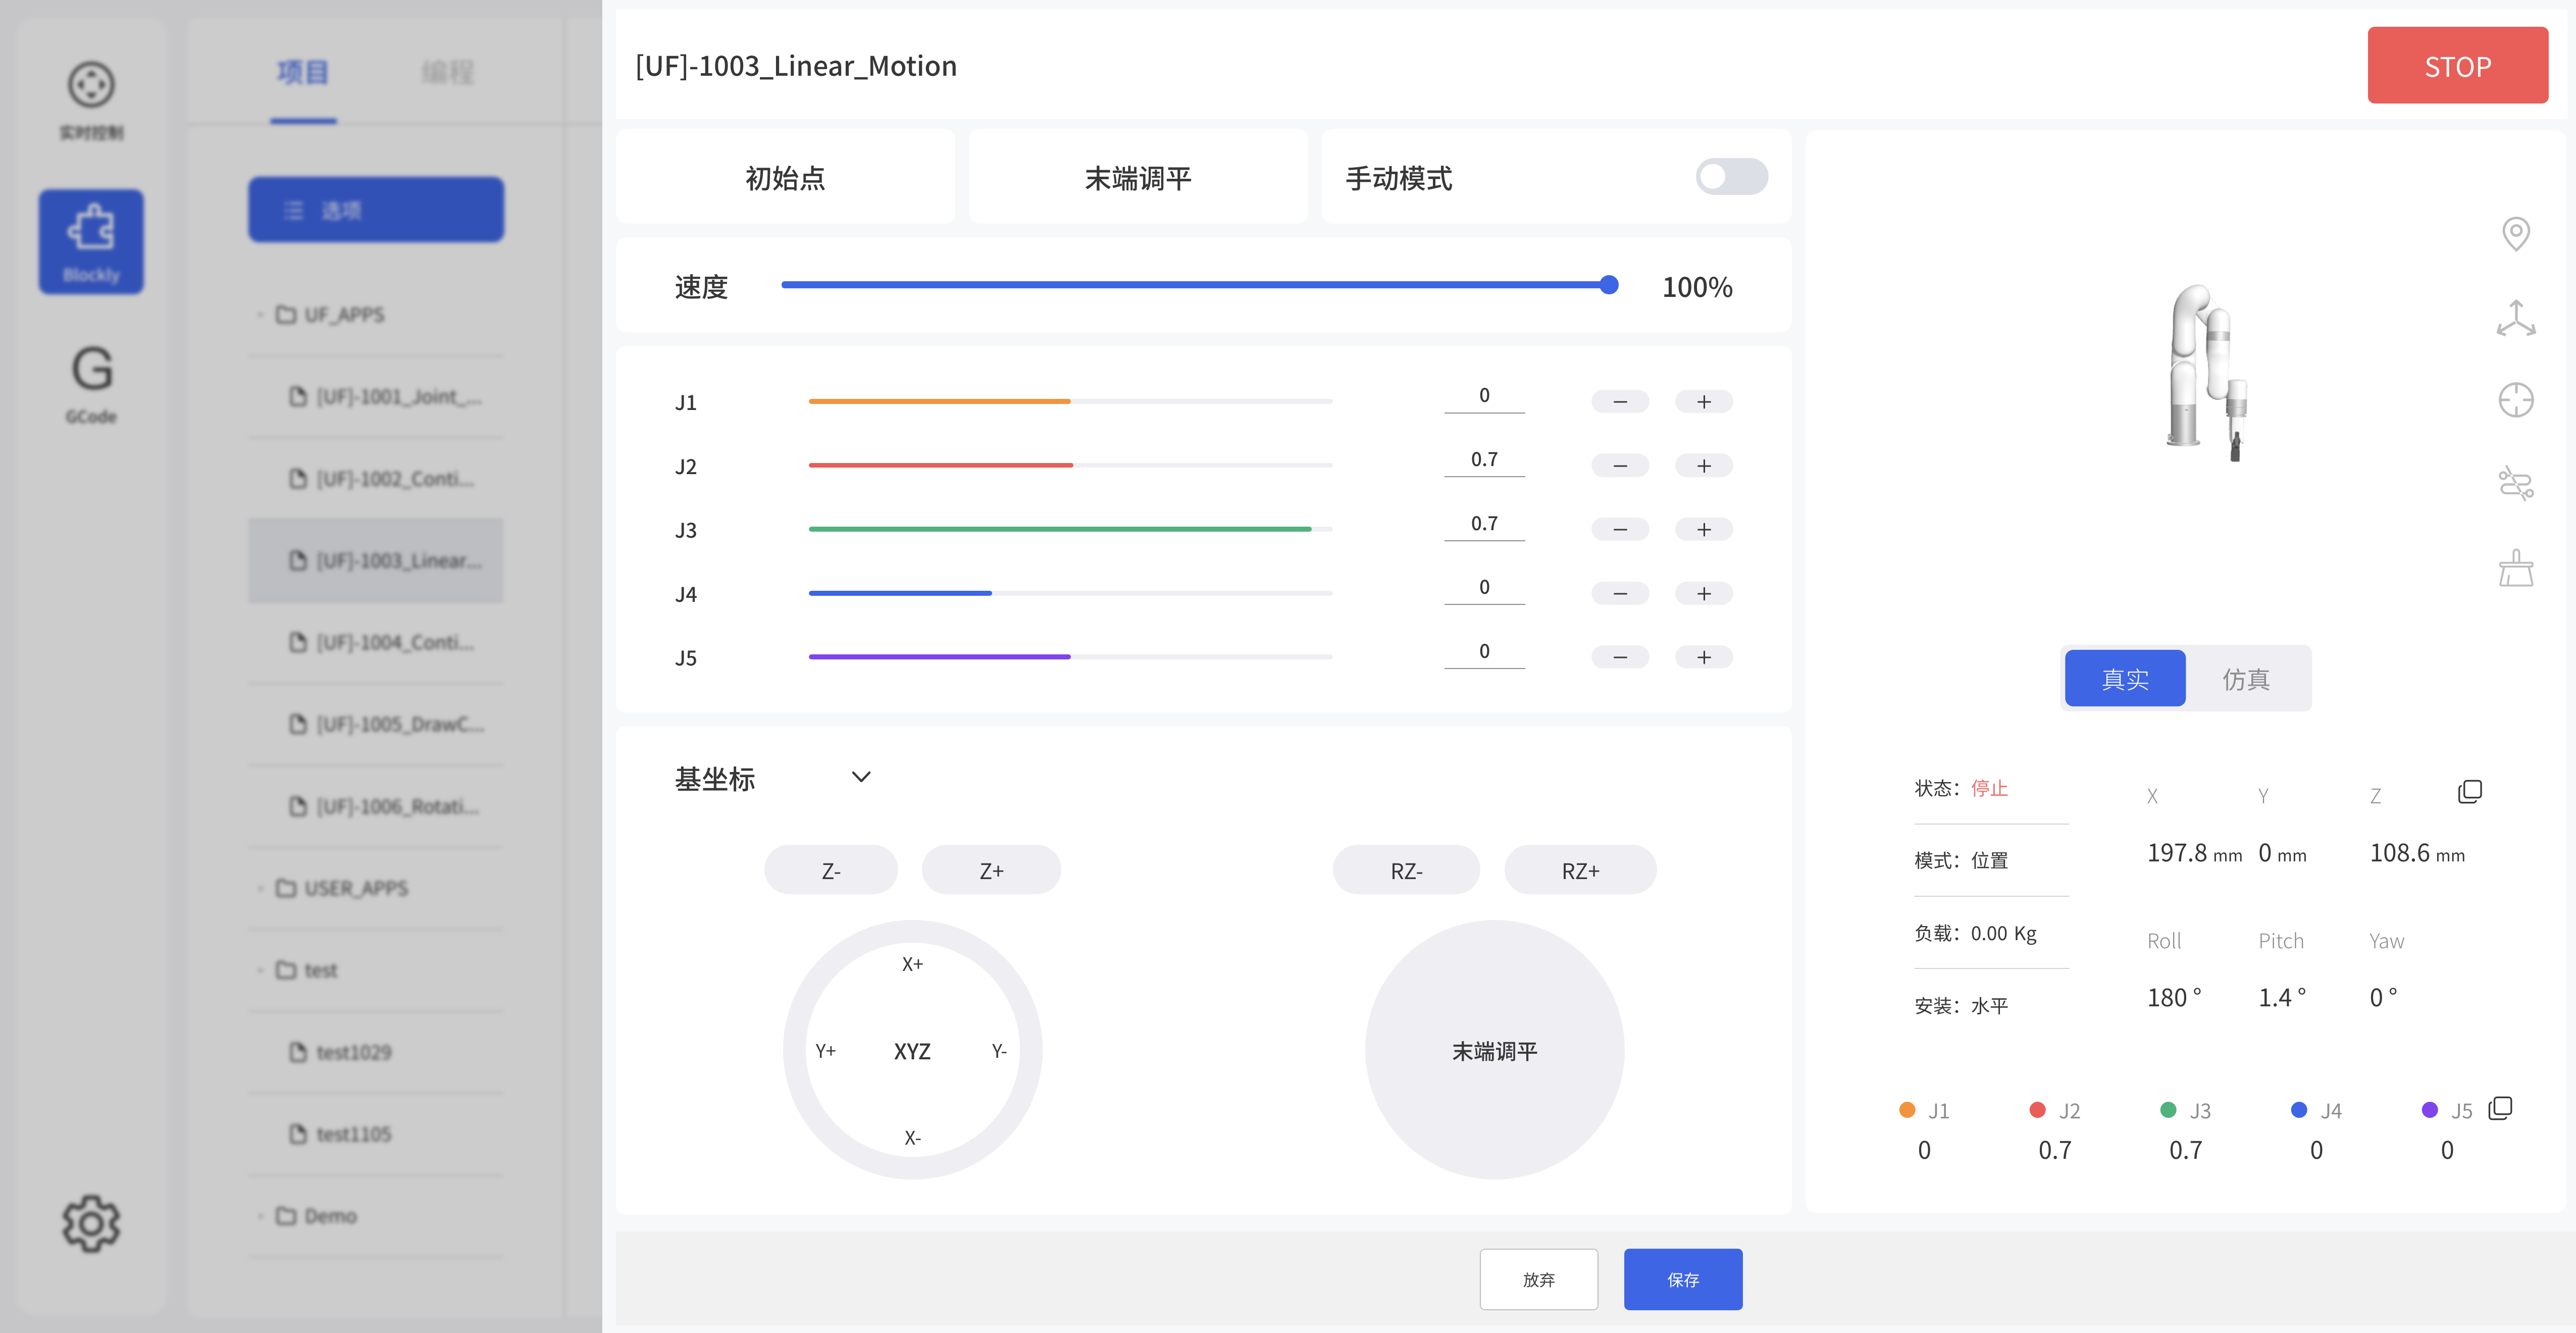 实时控制
Blockly
G
GCode
项目 编程
选项
UF_APPS
[UF]-1001_Joint_...
[UF]-1002_Conti...
[UF]-1003_Linear...
[UF]-1004_Conti...
[UF]-1005_DrawC...
[UF]-1006_Rotati...
USER_APPS
test
test1029
test1105
Demo
[UF]-1003_Linear_Motion
STOP
初始点 末端调平 手动模式
速度 100%
J1 0 − +
J2 0.7 − +
J3 0.7 − +
J4 0 − +
J5 0 − +
基坐标
Z- Z+ RZ- RZ+
X+
Y+ XYZ Y-
X-
末端调平
真实 仿真
状态：停止
模式：位置
负载：0.00 Kg
安装：水平
X Y Z
197.8 mm 0 mm 108.6 mm
Roll Pitch Yaw
180 ° 1.4 ° 0 °
J1 J2 J3 J4 J5
0 0.7 0.7 0 0
放弃 保存